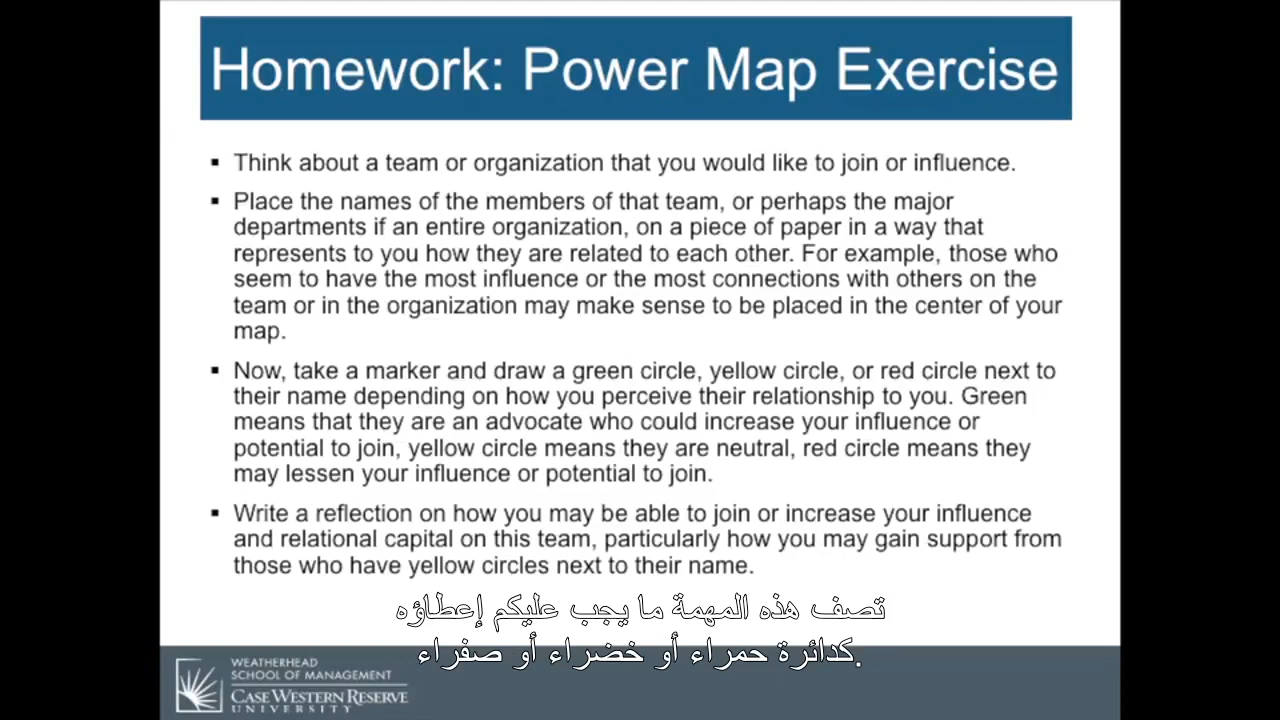 Homework: Power Map Exercise
▪ Think about a team or organization that you would like to join or influence.
▪ Place the names of the members of that team, or perhaps the major
departments if an entire organization, on a piece of paper in a way that
represents to you how they are related to each other. For example, those who
seem to have the most influence or the most connections with others on the
team or in the organization may make sense to be placed in the center of your
map.
▪ Now, take a marker and draw a green circle, yellow circle, or red circle next to
their name depending on how you perceive their relationship to you. Green
means that they are an advocate who could increase your influence or
potential to join, yellow circle means they are neutral, red circle means they
may lessen your influence or potential to join.
▪ Write a reflection on how you may be able to join or increase your influence
and relational capital on this team, particularly how you may gain support from
those who have yellow circles next to their name.
تصف هذه المهمة ما يجب عليكم إعطاؤه
كدائرة حمراء أو خضراء أو صفراء.
WEATHERHEAD
SCHOOL OF MANAGEMENT
CASE WESTERN RESERVE
UNIVERSITY